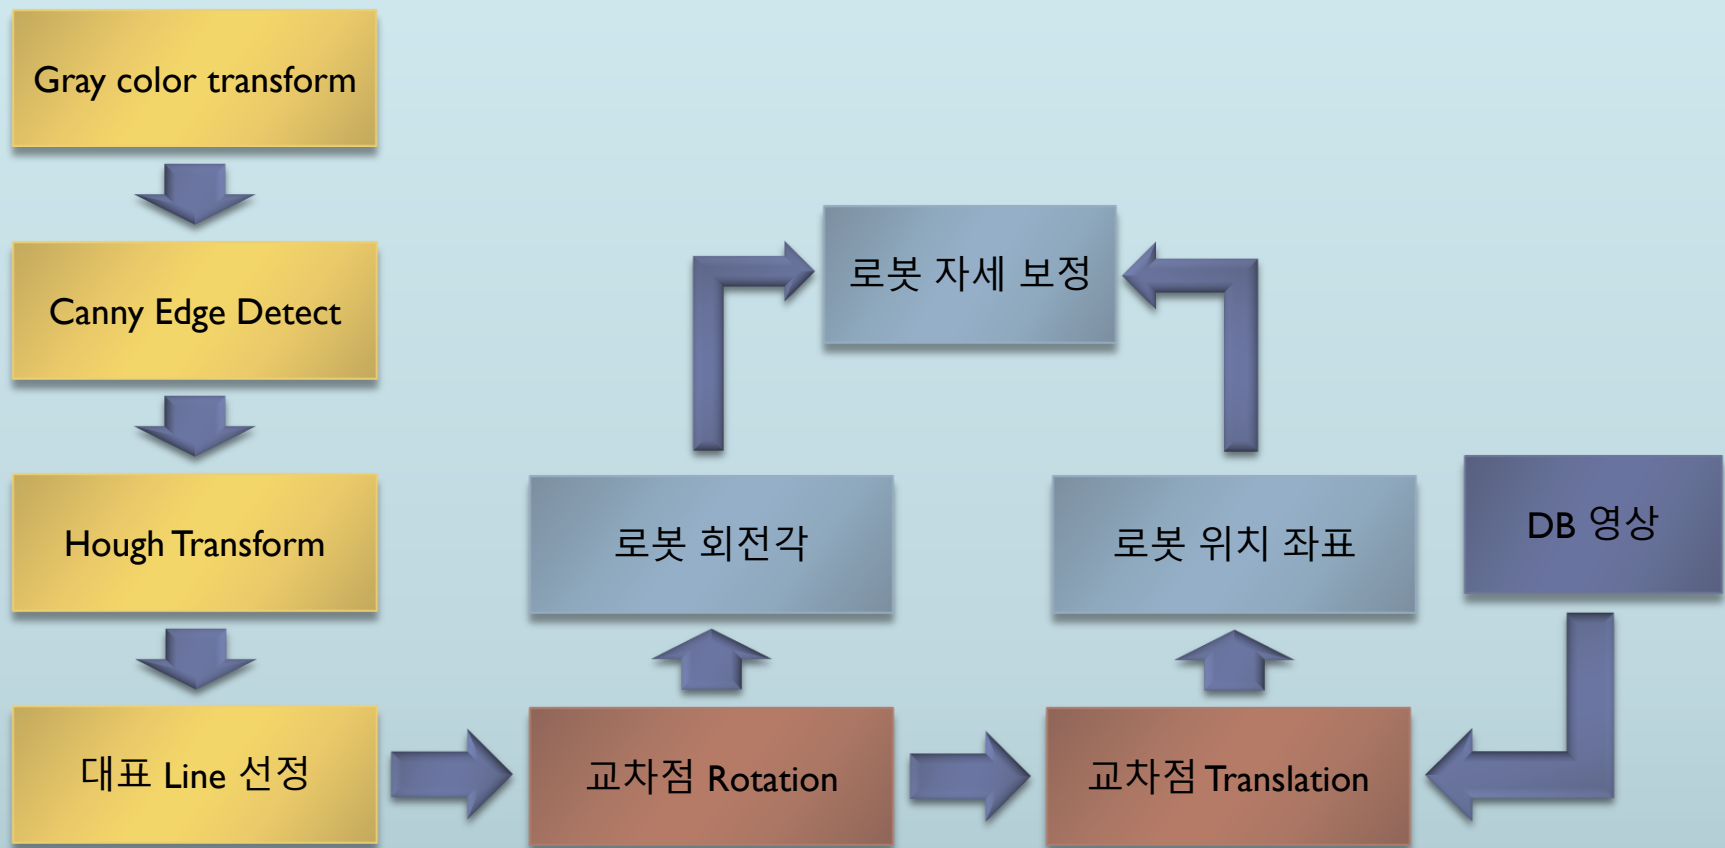 Gray color transform
Canny Edge Detect
Hough Transform
대표 Line 선정
교차점 Rotation
교차점 Translation
로봇 회전각
로봇 위치 좌표
로봇 자세 보정
DB 영상